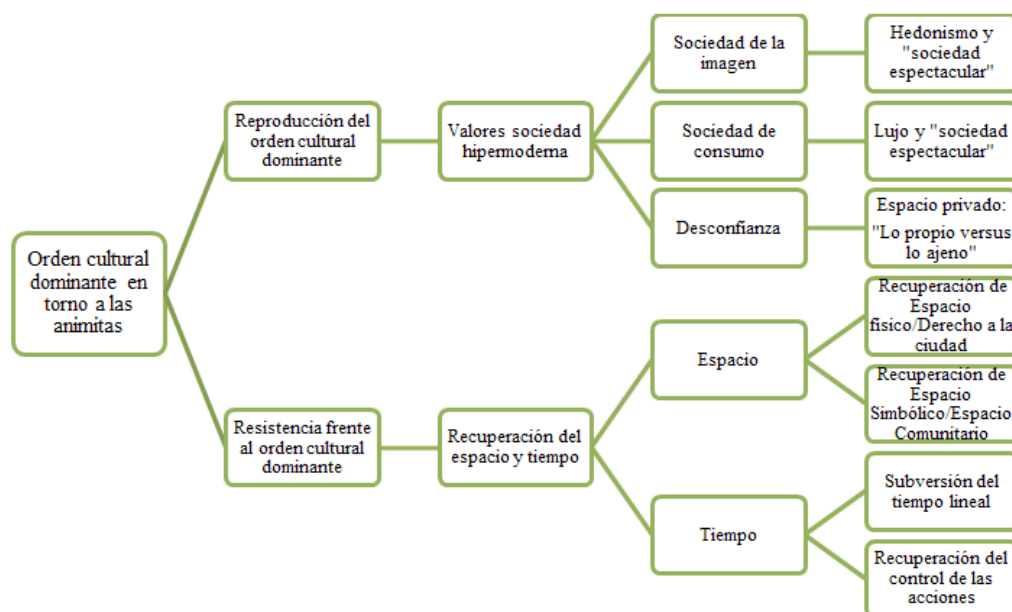 Orden cultural
dominante en
torno a las
animitas
Reproducción del
orden cultural
dominante
Valores sociedad
hipermoderna
Sociedad de la
imagen
Hedonismo y
"sociedad
espectacular"
Sociedad de
consumo
Lujo y "sociedad
espectacular"
Desconfianza
Espacio privado:
"Lo propio versus
lo ajeno"
Resistencia frente
al orden cultural
dominante
Recuperación del
espacio y tiempo
Espacio
Recuperación de
Espacio
físico/Derecho a la
ciudad
Recuperación de
Espacio
Simbólico/Espacio
Comunitario
Tiempo
Subversión del
tiempo lineal
Recuperación del
control de las
acciones